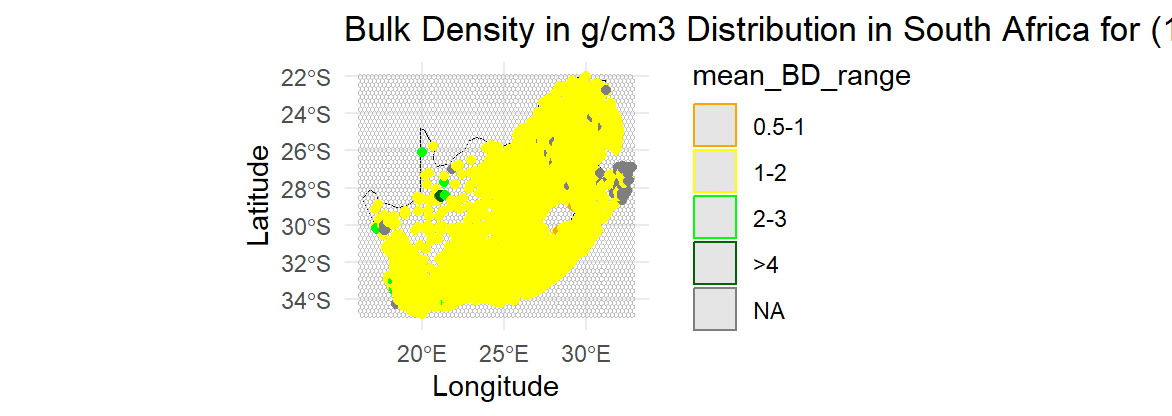 Bulk Density in g/cm3 Distribution in South Africa for (1
mean_BD_range
0.5-1
1-2
2-3
>4
NA
22°S
24°S
26°S
28°S
30°S
32°S
34°S
Latitude
20°E 25°E 30°E
Longitude